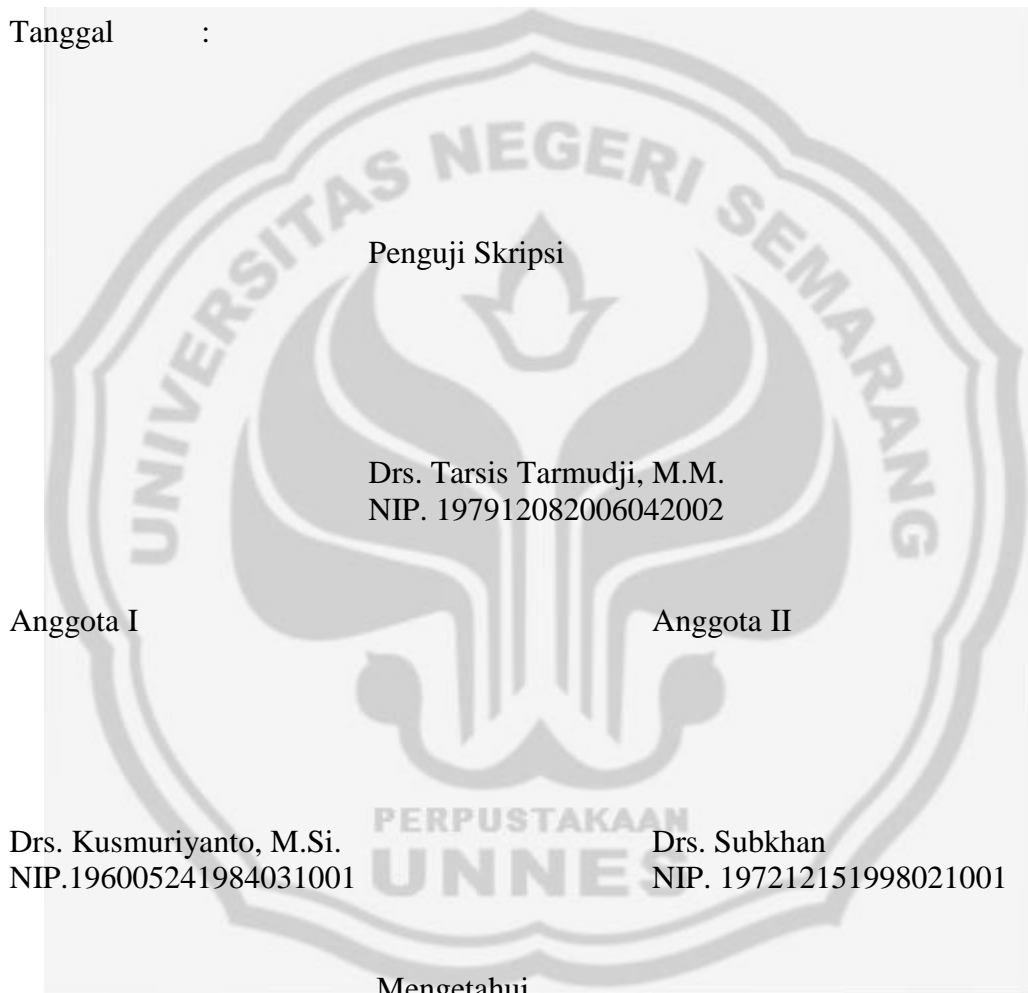 Tanggal :
UNIVERSITAS NEGERI SEMARANG
Penguji Skripsi
Drs. Tarsis Tarmudji, M.M.
NIP. 197912082006042002
Anggota I Anggota II
PERPUSTAKAAN
UNNES
Drs. Kusmuriyanto, M.Si. Drs. Subkhan
NIP.196005241984031001 NIP. 197212151998021001
Mengetahui